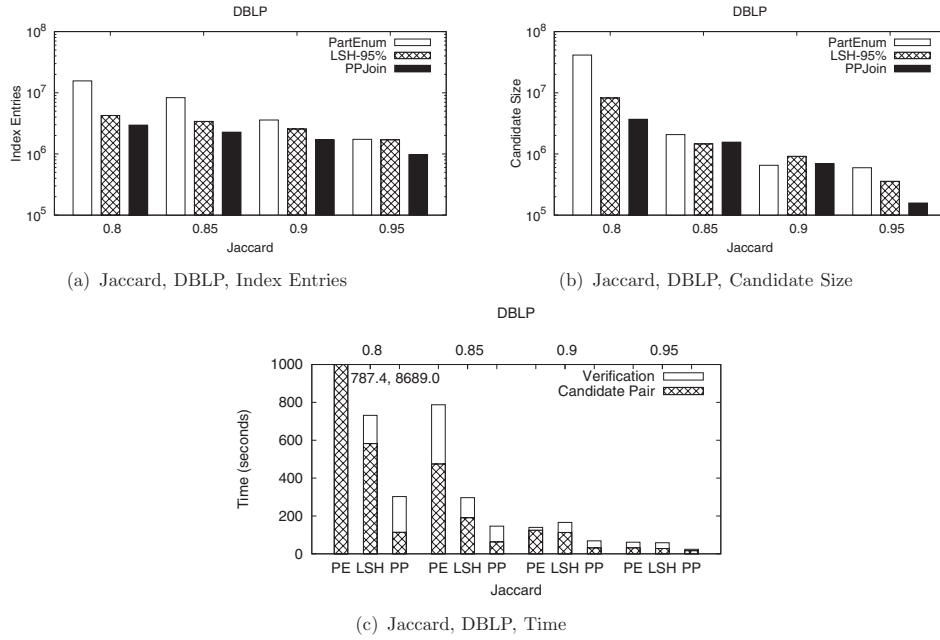 DBLP
Index Entries
10^8
10^7
10^6
10^5
PartEnum
LSH-95%
PPJoin
0.8 0.85 0.9 0.95
Jaccard
(a) Jaccard, DBLP, Index Entries
DBLP
Candidate Size
10^8
10^7
10^6
10^5
PartEnum
LSH-95%
PPJoin
0.8 0.85 0.9 0.95
Jaccard
(b) Jaccard, DBLP, Candidate Size
DBLP
0.8 0.85 0.9 0.95
Time (seconds)
1000
800
600
400
200
0
787.4, 8689.0
Verification
Candidate Pair
PE LSH PP PE LSH PP PE LSH PP PE LSH PP
Jaccard
(c) Jaccard, DBLP, Time